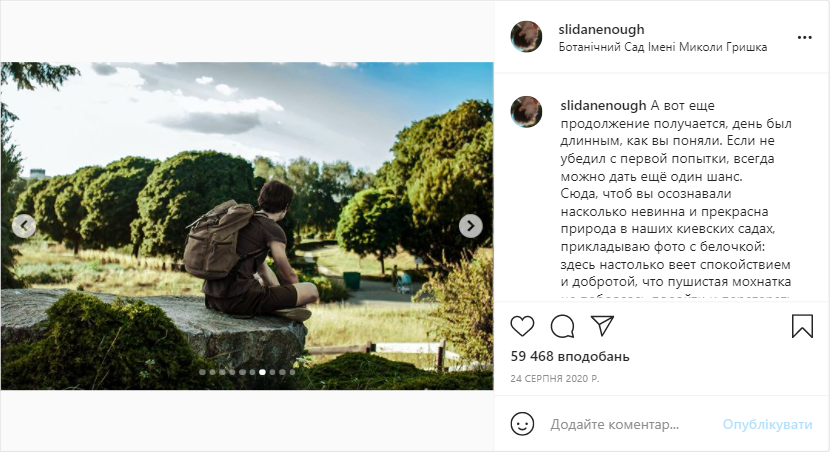 slidanenough
Ботанічний Сад Імені Миколи Гришка
slidanenough А вот еще
продолжение получается, день был
длинным, как вы поняли. Если не
убедил с первой попытки, всегда
можно дать ещё один шанс.
Сюда, чтоб вы осознавали
насколько невинна и прекрасна
природа в наших киевских садах,
прикладываю фото с белочкой:
здесь настолько веет спокойствием
и добротой, что пушистая мохнатка
59 468 вподобань
24 СЕРПНЯ 2020 Р.
Додайте коментар...
Опублікувати